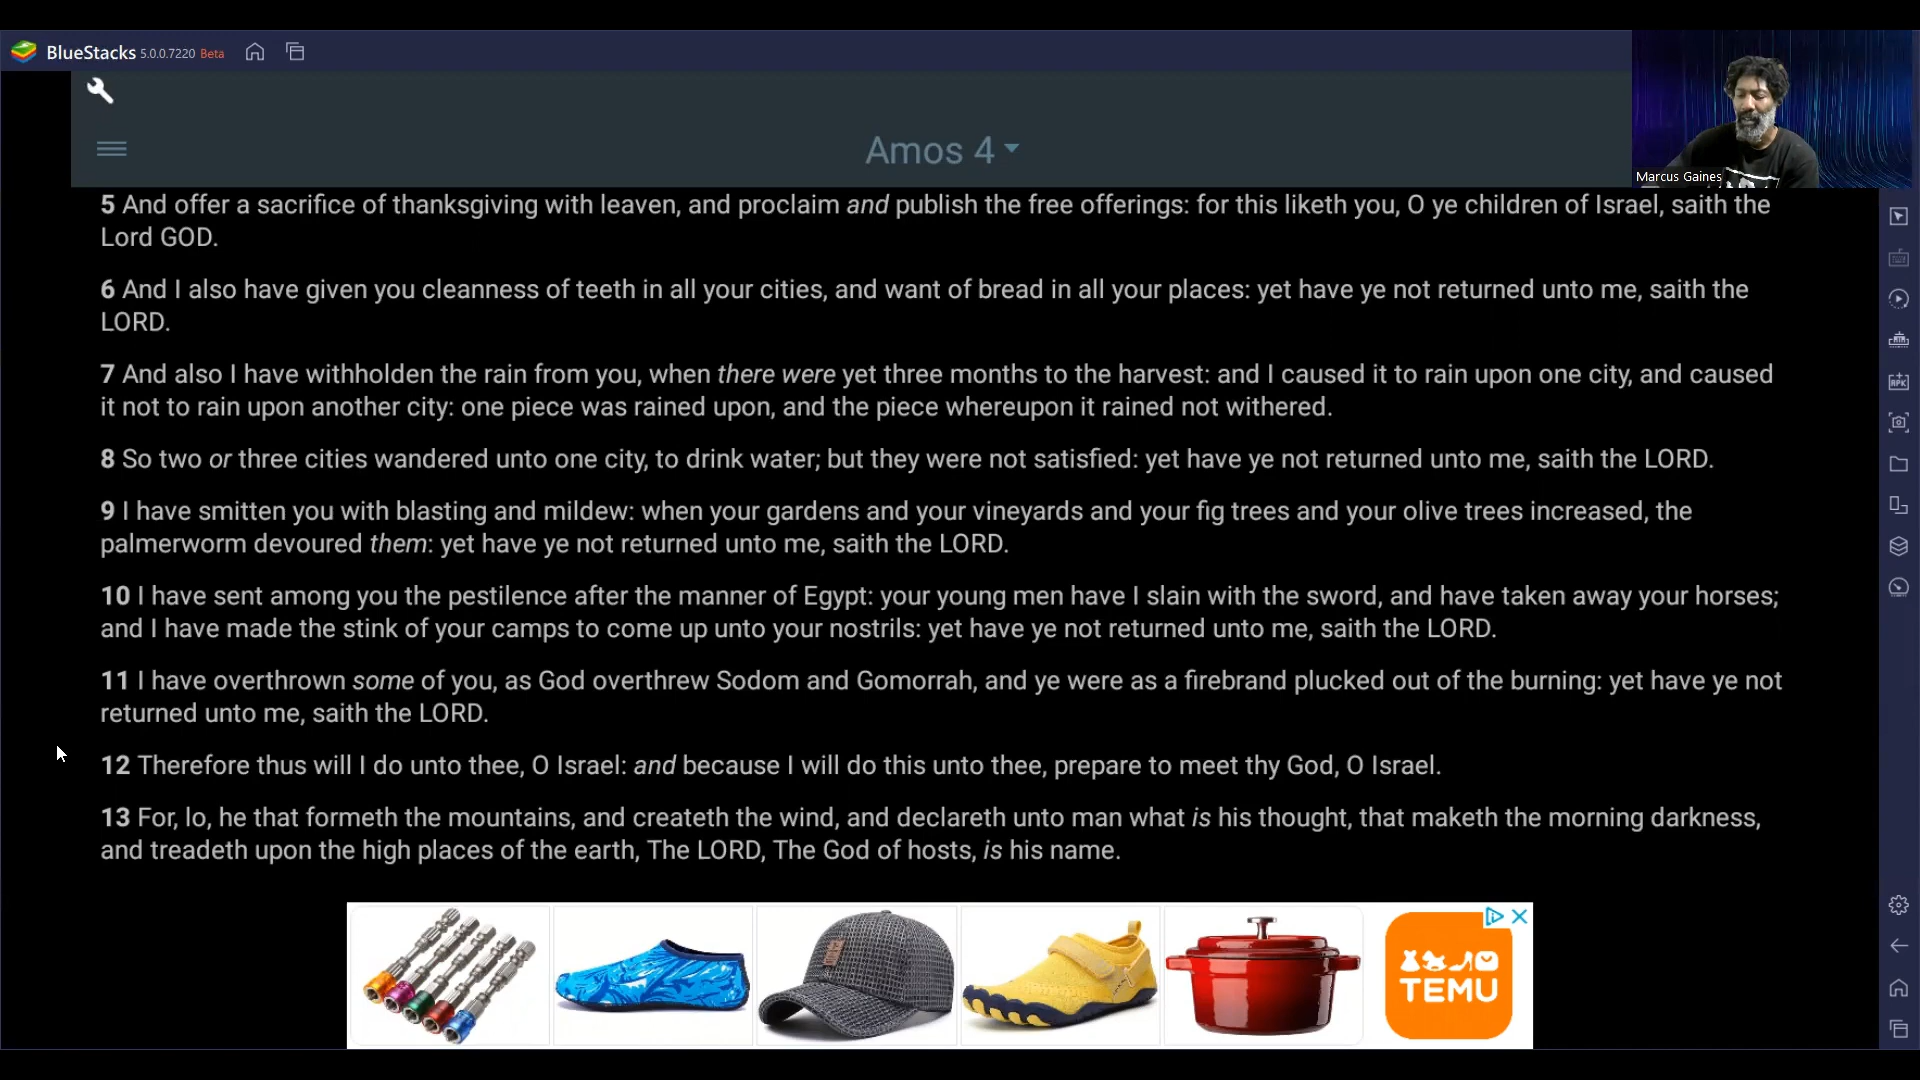 BlueStacks 5.0.0.7220 Beta
Amos 4
Marcus Gaines
5 And offer a sacrifice of thanksgiving with leaven, and proclaim and publish the free offerings: for this liketh you, O ye children of Israel, saith the
Lord GOD.
6 And I also have given you cleanness of teeth in all your cities, and want of bread in all your places: yet have ye not returned unto me, saith the
LORD.
7 And also I have withholden the rain from you, when there were yet three months to the harvest: and I caused it to rain upon one city, and caused
it not to rain upon another city: one piece was rained upon, and the piece whereupon it rained not withered.
8 So two or three cities wandered unto one city, to drink water; but they were not satisfied: yet have ye not returned unto me, saith the LORD.
9 I have smitten you with blasting and mildew: when your gardens and your vineyards and your fig trees and your olive trees increased, the
palmerworm devoured them: yet have ye not returned unto me, saith the LORD.
10 I have sent among you the pestilence after the manner of Egypt: your young men have I slain with the sword, and have taken away your horses;
and I have made the stink of your camps to come up unto your nostrils: yet have ye not returned unto me, saith the LORD.
11 I have overthrown some of you, as God overthrew Sodom and Gomorrah, and ye were as a firebrand plucked out of the burning: yet have ye not
returned unto me, saith the LORD.
12 Therefore thus will I do unto thee, O Israel: and because I will do this unto thee, prepare to meet thy God, O Israel.
13 For, lo, he that formeth the mountains, and createth the wind, and declareth unto man what is his thought, that maketh the morning darkness,
and treadeth upon the high places of the earth, The LORD, The God of hosts, is his name.
TEMU